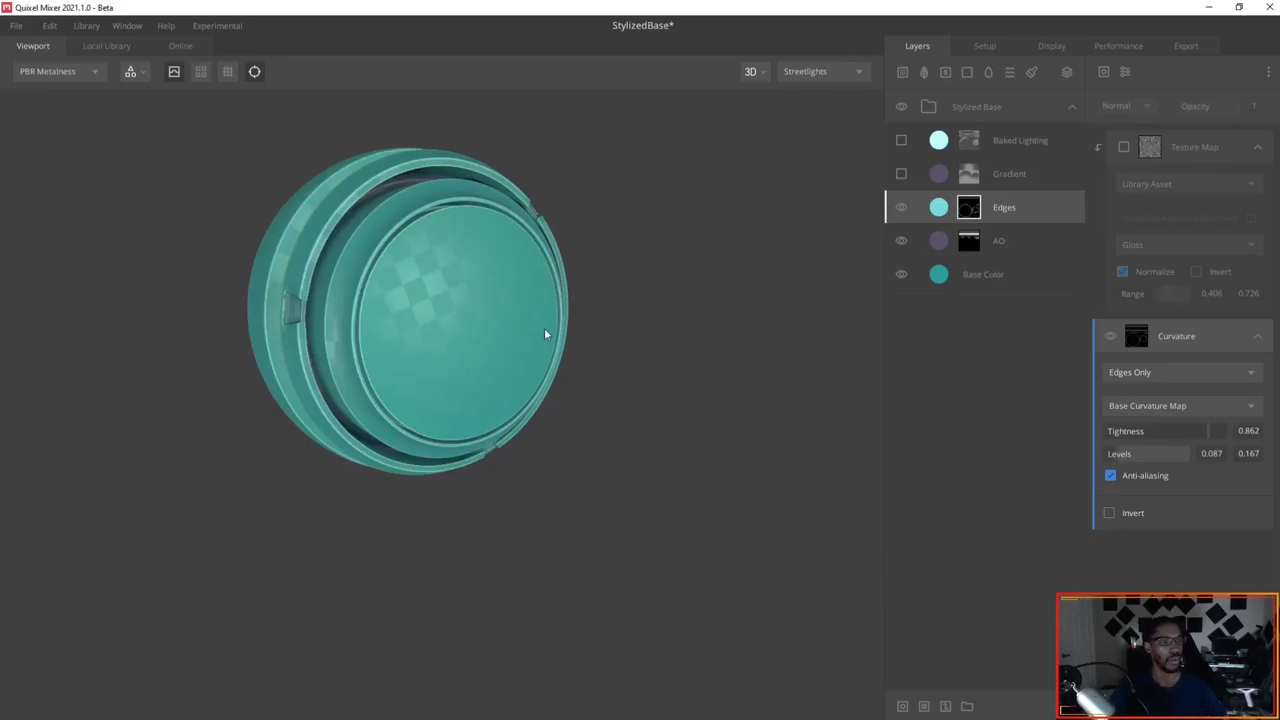 Quixel Mixer 2021.1.0 - Beta
File Edit Library Window Help Experimental
StylizedBase*
Viewport Local Library Online
Layers Setup Display Performance Export
PBR Metalness
3D
Streetlights
Stylized Base
Normal Opacity 1
Baked Lighting
Texture Map
Gradient
Library Asset
Edges
AO
Gloss
Base Color
Normalize Invert
Range 0.406 0.726
Curvature
Edges Only
Base Curvature Map
Tightness 0.862
Levels 0.087 0.167
Anti-aliasing
Invert